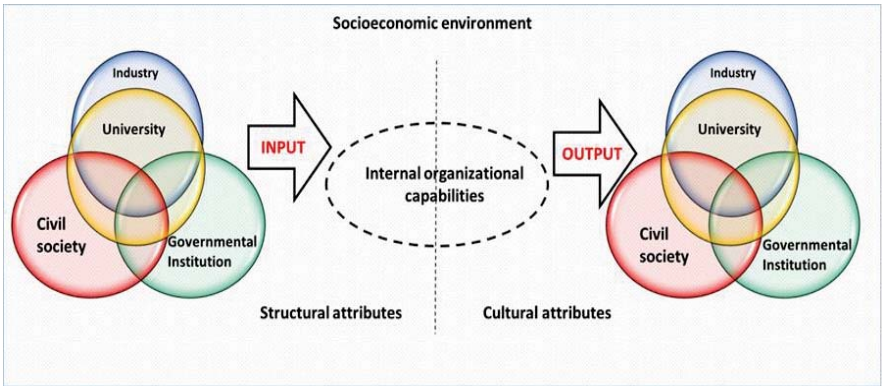 Socioeconomic environment
Industry
University
Civil
society
Governmental
Institution
INPUT
Internal organizational
capabilities
OUTPUT
Industry
University
Civil
society
Governmental
Institution
Structural attributes
Cultural attributes